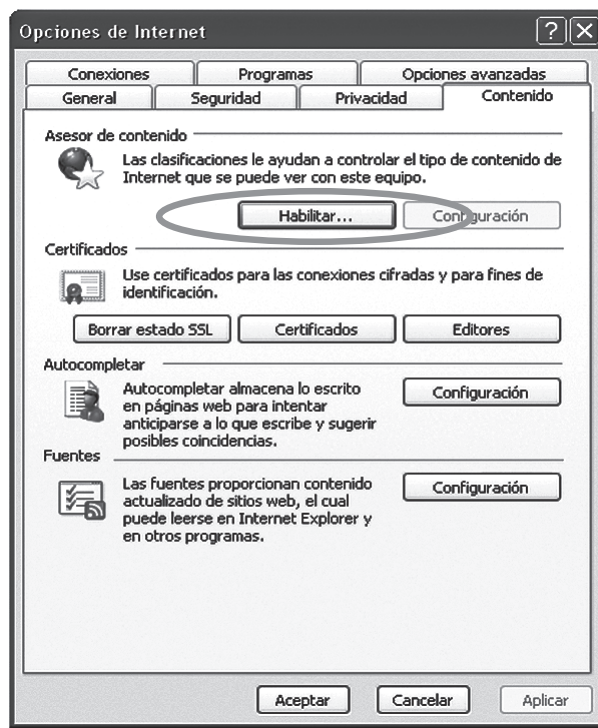 Opciones de Internet
Conexiones Programas Opciones avanzadas
General Seguridad Privacidad Contenido
Asesor de contenido
Las clasificaciones le ayudan a controlar el tipo de contenido de
Internet que se puede ver con este equipo.
Habilitar... Configuración
Certificados
Use certificados para las conexiones cifradas y para fines de
identificación.
Borrar estado SSL Certificados Editores
Autocompletar
Autocompletar almacena lo escrito
en páginas web para intentar
anticiparse a lo que escribe y sugerir
posibles coincidencias.
Configuración
Fuentes
Las fuentes proporcionan contenido
actualizado de sitios web, el cual
puede leerse en Internet Explorer y
en otros programas.
Configuración
Aceptar Cancelar Aplicar